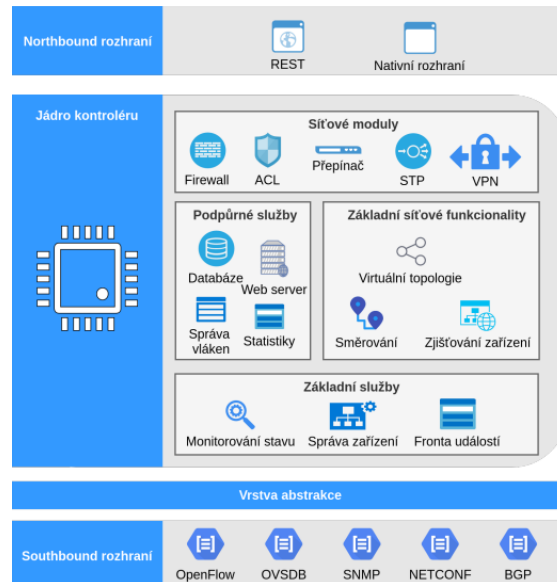 Northbound rozhraní
REST
Nativní rozhraní
Jádro kontroléru
Síťové moduly
Firewall
ACL
Přepínač
STP
VPN
Podpůrné služby
Databáze
Web server
Správa
vláken
Statistiky
Základní síťové funkcionality
Virtuální topologie
Směrování
Zjišťování zařízení
Základní služby
Monitorování stavu
Správa zařízení
Fronta událostí
Vrstva abstrakce
Southbound rozhraní
OpenFlow
OVSDB
SNMP
NETCONF
BGP